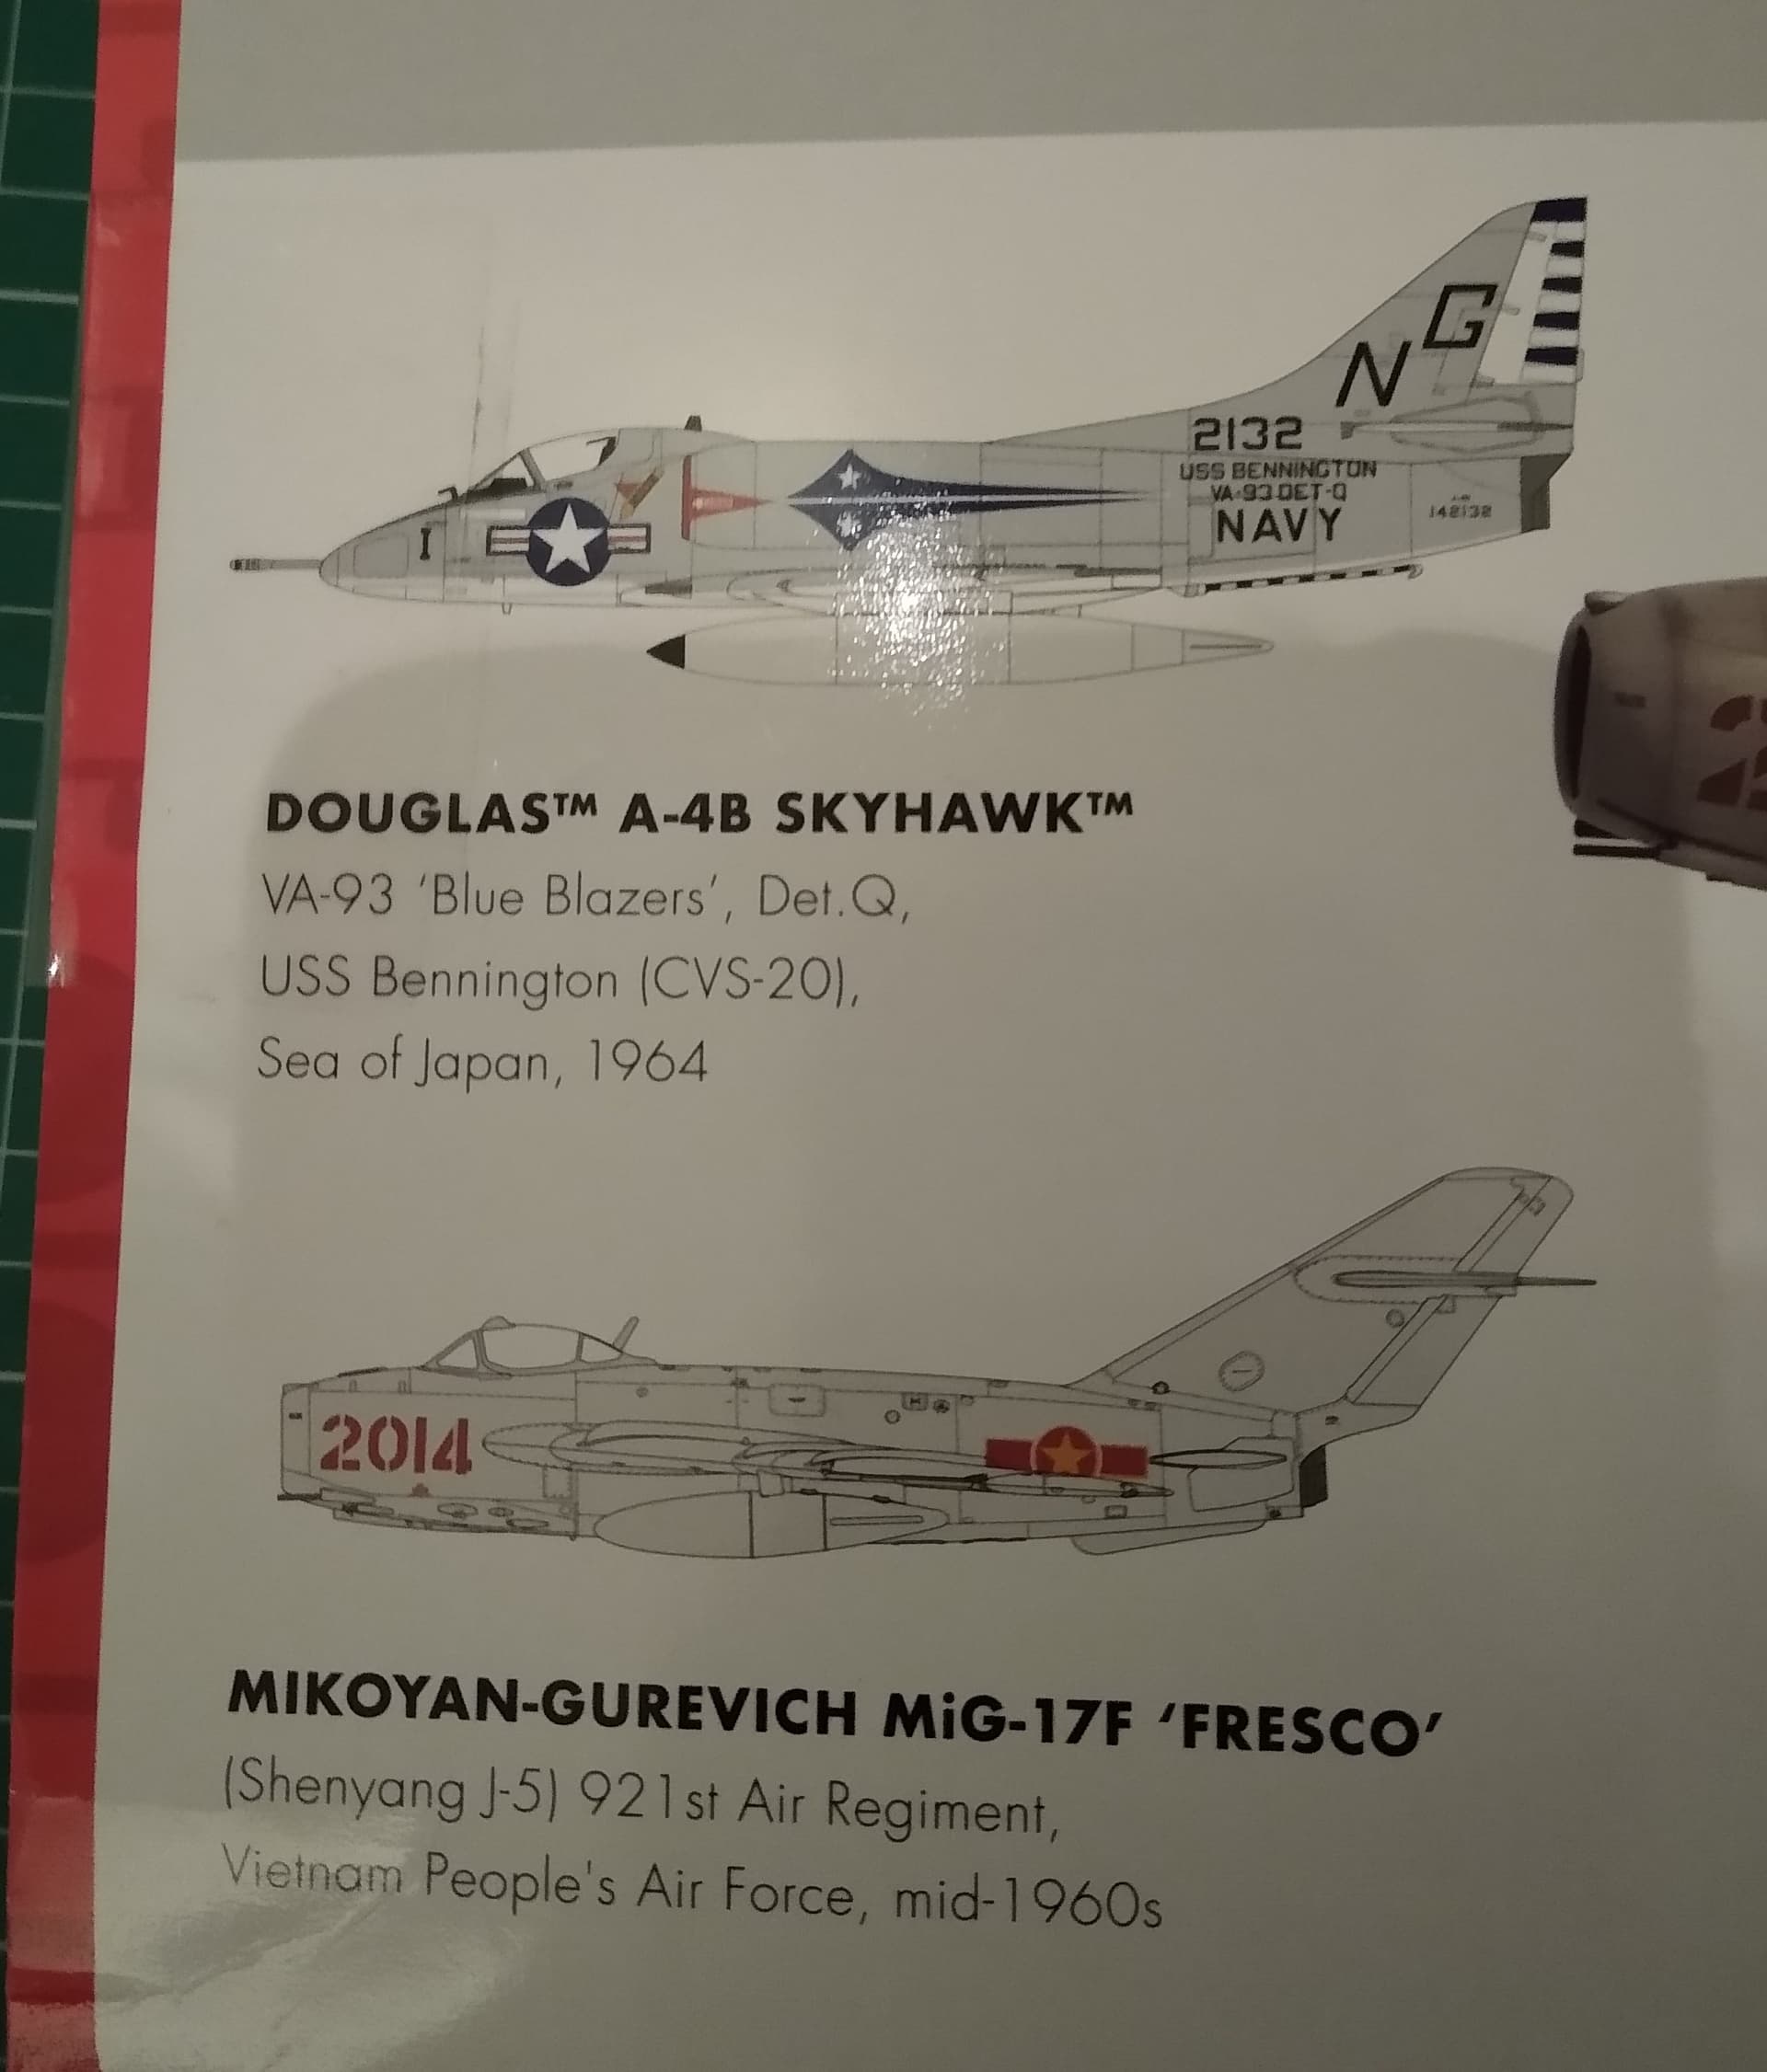 G
N
2132
USS BENNINGTON
VA-93 DET-Q
NAVY
142132
I
DOUGLAS™ A-4B SKYHAWK™
VA-93 ‘Blue Blazers’, Det.Q,
USS Bennington (CVS-20),
Sea of Japan, 1964
2014
MIKOYAN-GUREVICH MiG-17F ‘FRESCO’
(Shenyang J-5) 921st Air Regiment,
Vietnam People's Air Force, mid-1960s